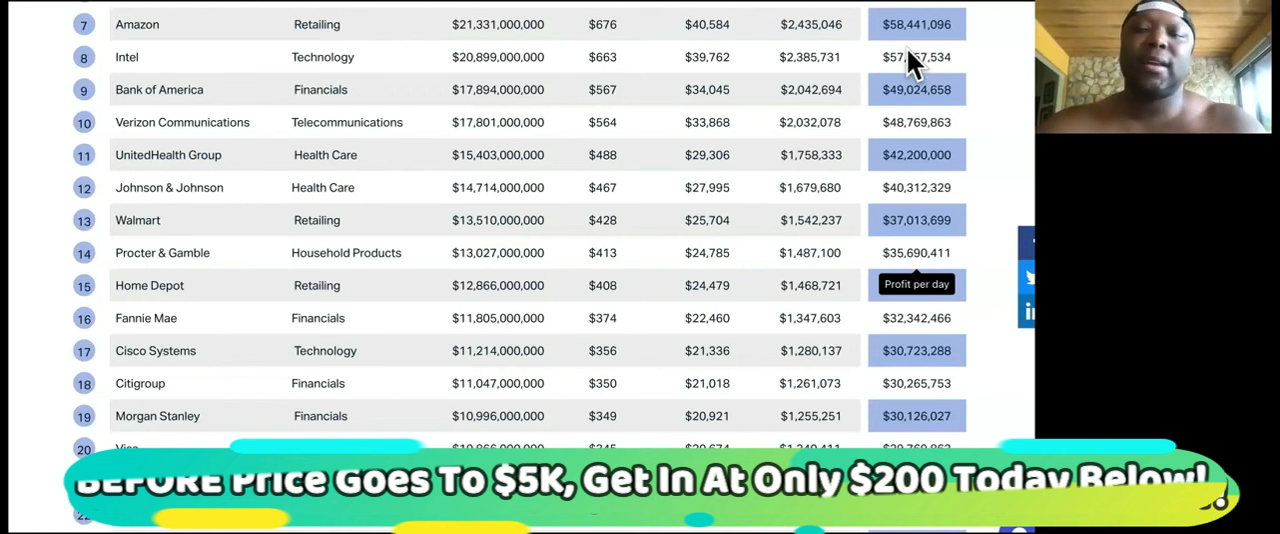 7 Amazon Retailing $21,331,000,000 $676 $40,584 $2,435,046 $58,441,096
8 Intel Technology $20,899,000,000 $663 $39,762 $2,385,731
9 Bank of America Financials $17,894,000,000 $567 $34,045 $2,042,694 $49,024,658
10 Verizon Communications Telecommunications $17,801,000,000 $564 $33,868 $2,032,078 $48,769,863
11 UnitedHealth Group Health Care $15,403,000,000 $488 $29,306 $1,758,333 $42,200,000
12 Johnson & Johnson Health Care $14,714,000,000 $467 $27,995 $1,679,680 $40,312,329
13 Walmart Retailing $13,510,000,000 $428 $25,704 $1,542,237 $37,013,699
14 Procter & Gamble Household Products $13,027,000,000 $413 $24,785 $1,487,100 $35,690,411
15 Home Depot Retailing $12,866,000,000 $408 $24,479 $1,468,721 Profit per day
16 Fannie Mae Financials $11,805,000,000 $374 $22,460 $1,347,603 $32,342,466
17 Cisco Systems Technology $11,214,000,000 $356 $21,336 $1,280,137 $30,723,288
18 Citigroup Financials $11,047,000,000 $350 $21,018 $1,261,073 $30,265,753
19 Morgan Stanley Financials $10,996,000,000 $349 $20,921 $1,255,251 $30,126,027
20
BEFORE Price Goes To $5K, Get In At Only $200 Today Below!